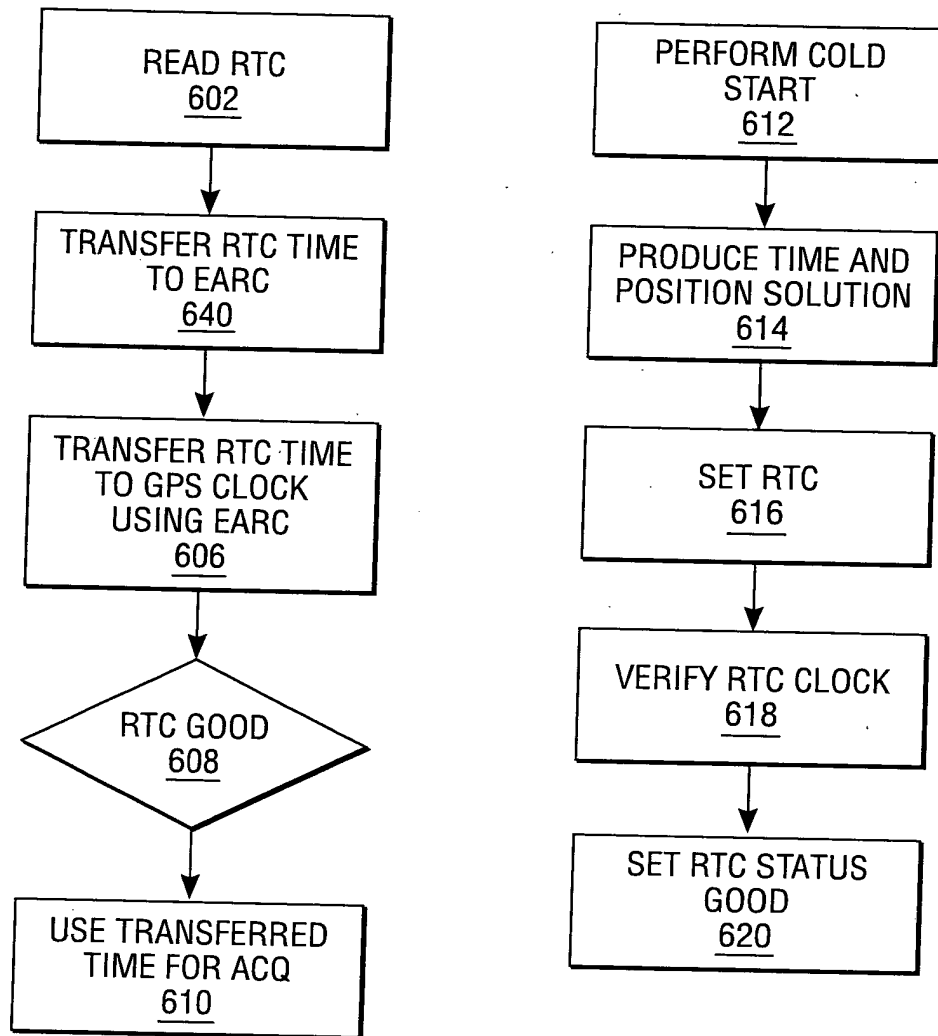 READ RTC
602
TRANSFER RTC TIME
TO EARC
640
TRANSFER RTC TIME
TO GPS CLOCK
USING EARC
606
RTC GOOD
608
USE TRANSFERRED
TIME FOR ACQ
610
PERFORM COLD
START
612
PRODUCE TIME AND
POSITION SOLUTION
614
SET RTC
616
VERIFY RTC CLOCK
618
SET RTC STATUS
GOOD
620